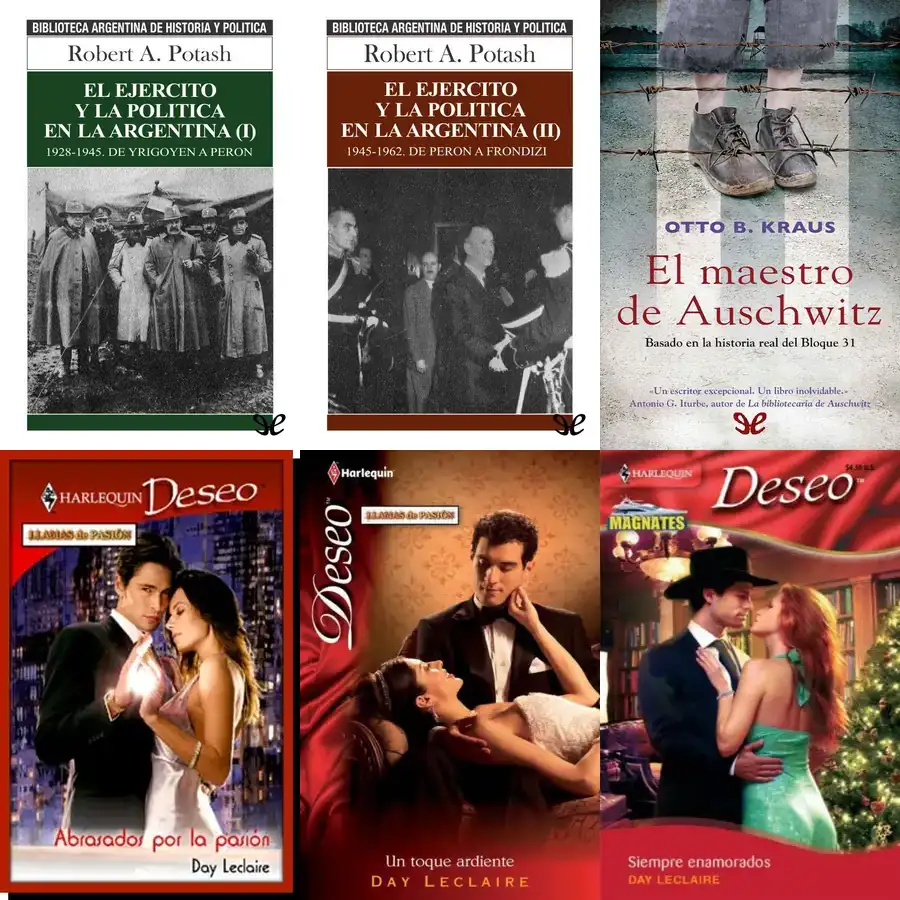 BIBLIOTECA ARGENTINA DE HISTORIA Y POLITICA
Robert A. Potash
EL EJERCITO
Y LA POLITICA
EN LA ARGENTINA (I)
1928-1945. DE YRIGOYEN A PERON
BIBLIOTECA ARGENTINA DE HISTORIA Y POLITICA
Robert A. Potash
EL EJERCITO
Y LA POLITICA
EN LA ARGENTINA (II)
1945-1962. DE PERON A FRONDIZI
OTTO B. KRAUS
El maestro
de Auschwitz
Basado en la historia real del Bloque 31
«Un escritor excepcional. Un libro inolvidable.»
Antonio G. Iturbe, autor de La bibliotecaria de Auschwitz
HARLEQUIN Deseo
LLAMAS de PASIÓN
Abrasados por la pasión
Day Leclaire
Harlequin
Deseo™
LLAMAS de PASIÓN
Un toque ardiente
DAY LECLAIRE
HARLEQUIN Deseo™
MAGNATES
Siempre enamorados
DAY LECLAIRE